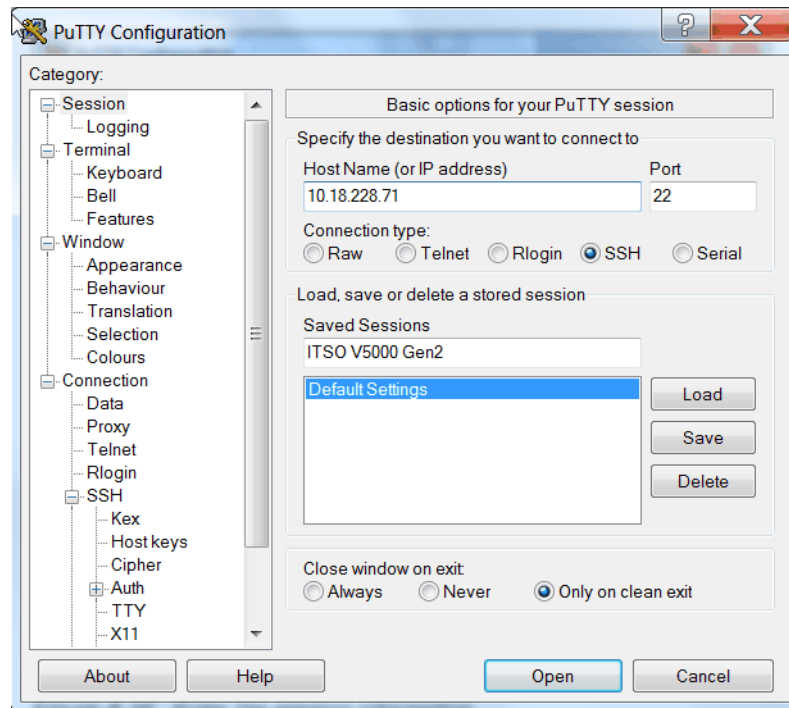 PuTTY Configuration
Category:
Session
Logging
Terminal
Keyboard
Bell
Features
Window
Appearance
Behaviour
Translation
Selection
Colours
Connection
Data
Proxy
Telnet
Rlogin
SSH
Kex
Host keys
Cipher
Auth
TTY
X11
Basic options for your PuTTY session
Specify the destination you want to connect to
Host Name (or IP address) Port
10.18.228.71 22
Connection type:
Raw Telnet Rlogin SSH Serial
Load, save or delete a stored session
Saved Sessions
ITSO V5000 Gen2
Default Settings
Load
Save
Delete
Close window on exit:
Always Never Only on clean exit
About Help Open Cancel